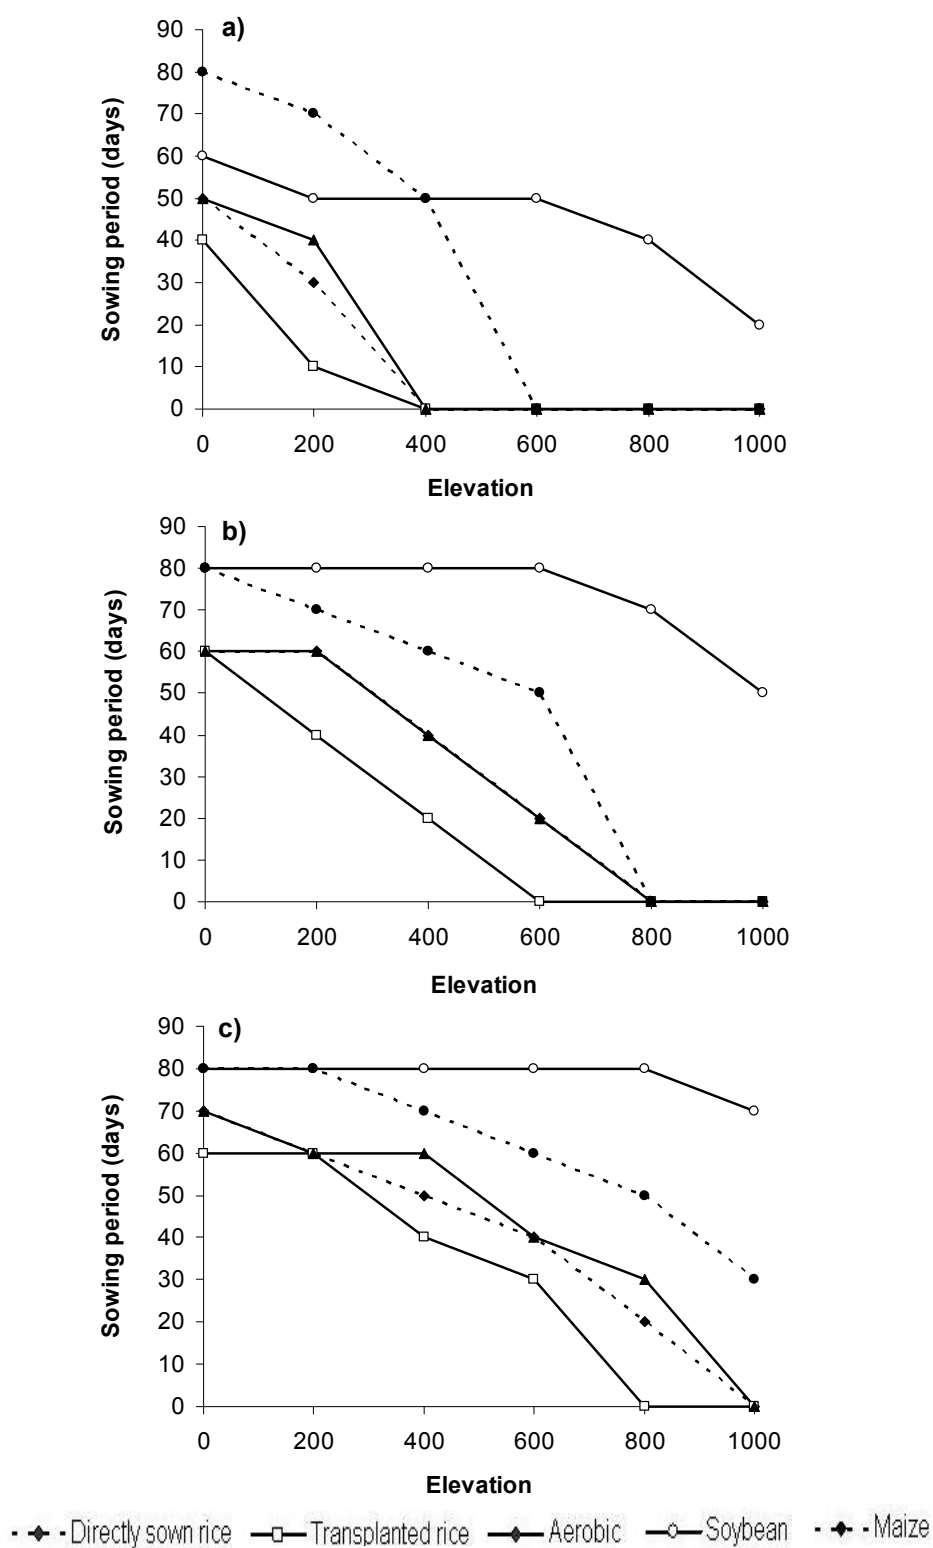 a)
90
80
70
60
50
40
30
20
10
0
Sowing period (days)
0 200 400 600 800 1000
Elevation
b)
90
80
70
60
50
40
30
20
10
0
Sowing period (days)
0 200 400 600 800 1000
Elevation
c)
90
80
70
60
50
40
30
20
10
0
Sowing period (days)
0 200 400 600 800 1000
Elevation
Directly sown rice Transplanted rice Aerobic Soybean Maize